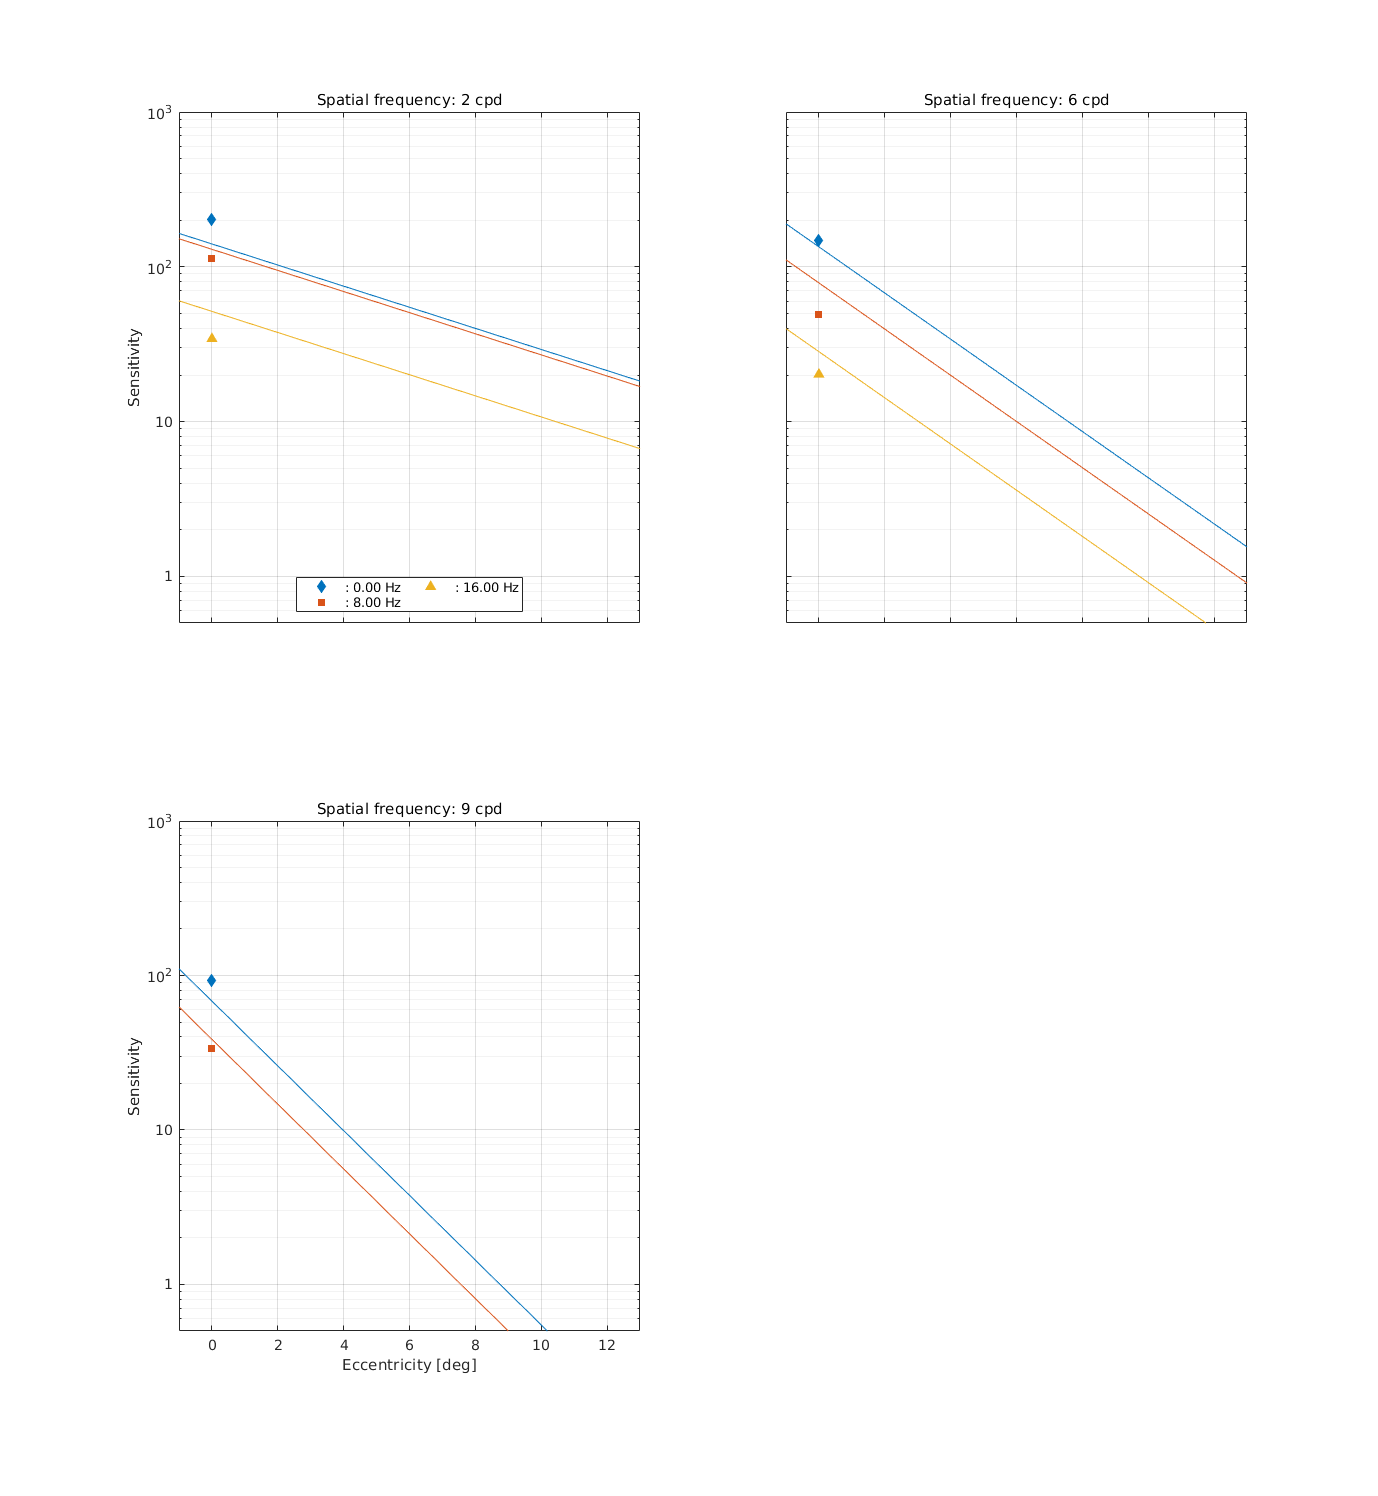 Spatial frequency: 2 cpd
10³
10²
10
1
Sensitivity
: 0.00 Hz
: 16.00 Hz
: 8.00 Hz
Spatial frequency: 6 cpd
Spatial frequency: 9 cpd
10³
10²
10
1
Sensitivity
0 2 4 6 8 10 12
Eccentricity [deg]